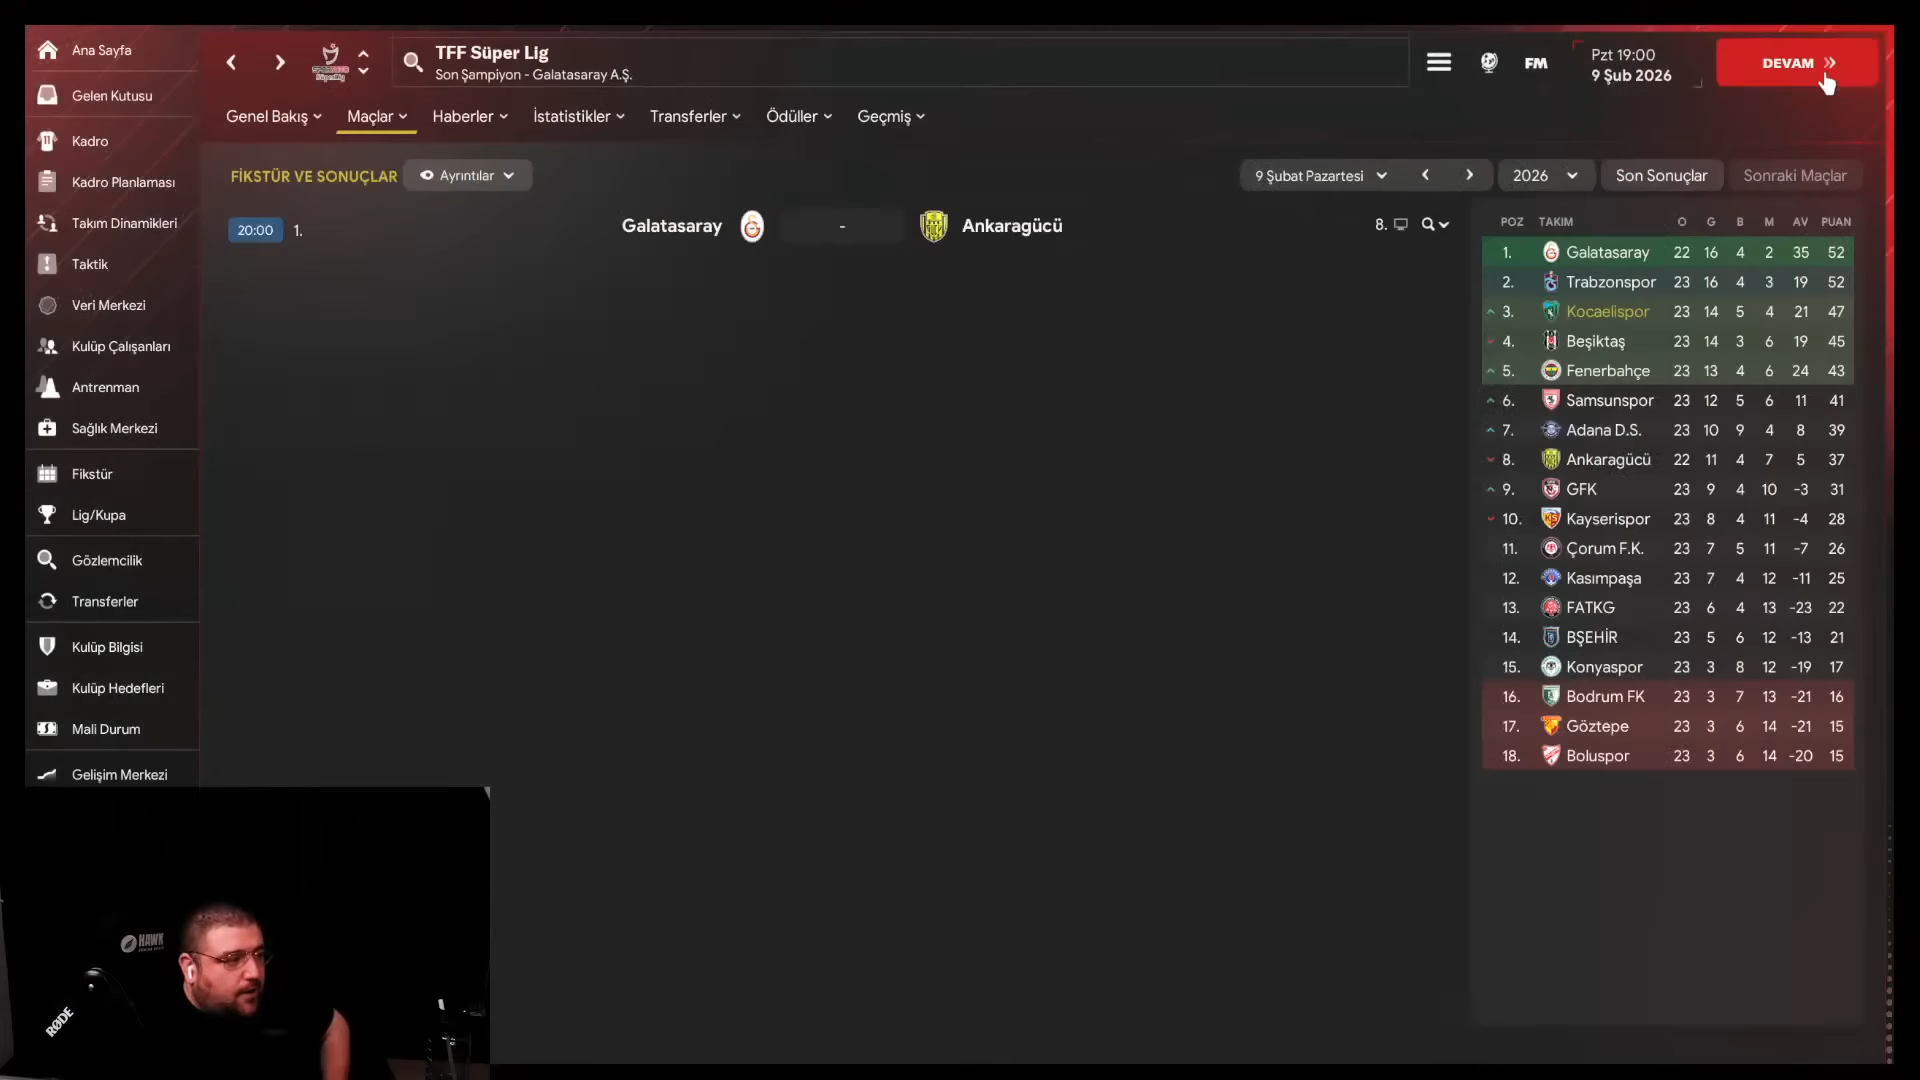 Ana Sayfa
Gelen Kutusu
Kadro
Kadro Planlaması
Takım Dinamikleri
Taktik
Veri Merkezi
Kulüp Çalışanları
Antrenman
Sağlık Merkezi
Fikstür
Lig/Kupa
Gözlemcilik
Transferler
Kulüp Bilgisi
Kulüp Hedefleri
Mali Durum
Gelişim Merkezi
TFF Süper Lig
Son Şampiyon - Galatasaray A.Ş.
FM
Pzt 19:00
9 Şub 2026
DEVAM
Genel Bakış Maçlar Haberler İstatistikler Transferler Ödüller Geçmiş
FİKSTÜR VE SONUÇLAR Ayrıntılar
9 Şubat Pazartesi 2026 Son Sonuçlar Sonraki Maçlar
20:00 1. Galatasaray - Ankaragücü 8.
POZ TAKIM O G B M AV PUAN
1. Galatasaray 22 16 4 2 35 52
2. Trabzonspor 23 16 4 3 19 52
3. Kocaelispor 23 14 5 4 21 47
4. Beşiktaş 23 14 3 6 19 45
5. Fenerbahçe 23 13 4 6 24 43
6. Samsunspor 23 12 5 6 11 41
7. Adana D.S. 23 10 9 4 8 39
8. Ankaragücü 22 11 4 7 5 37
9. GFK 23 9 4 10 -3 31
10. Kayserispor 23 8 4 11 -4 28
11. Çorum F.K. 23 7 5 11 -7 26
12. Kasımpaşa 23 7 4 12 -11 25
13. FATKG 23 6 4 13 -23 22
14. BŞEHİR 23 5 6 12 -13 21
15. Konyaspor 23 3 8 12 -19 17
16. Bodrum FK 23 3 7 13 -21 16
17. Göztepe 23 3 6 14 -21 15
18. Boluspor 23 3 6 14 -20 15
HAWK
RØDE